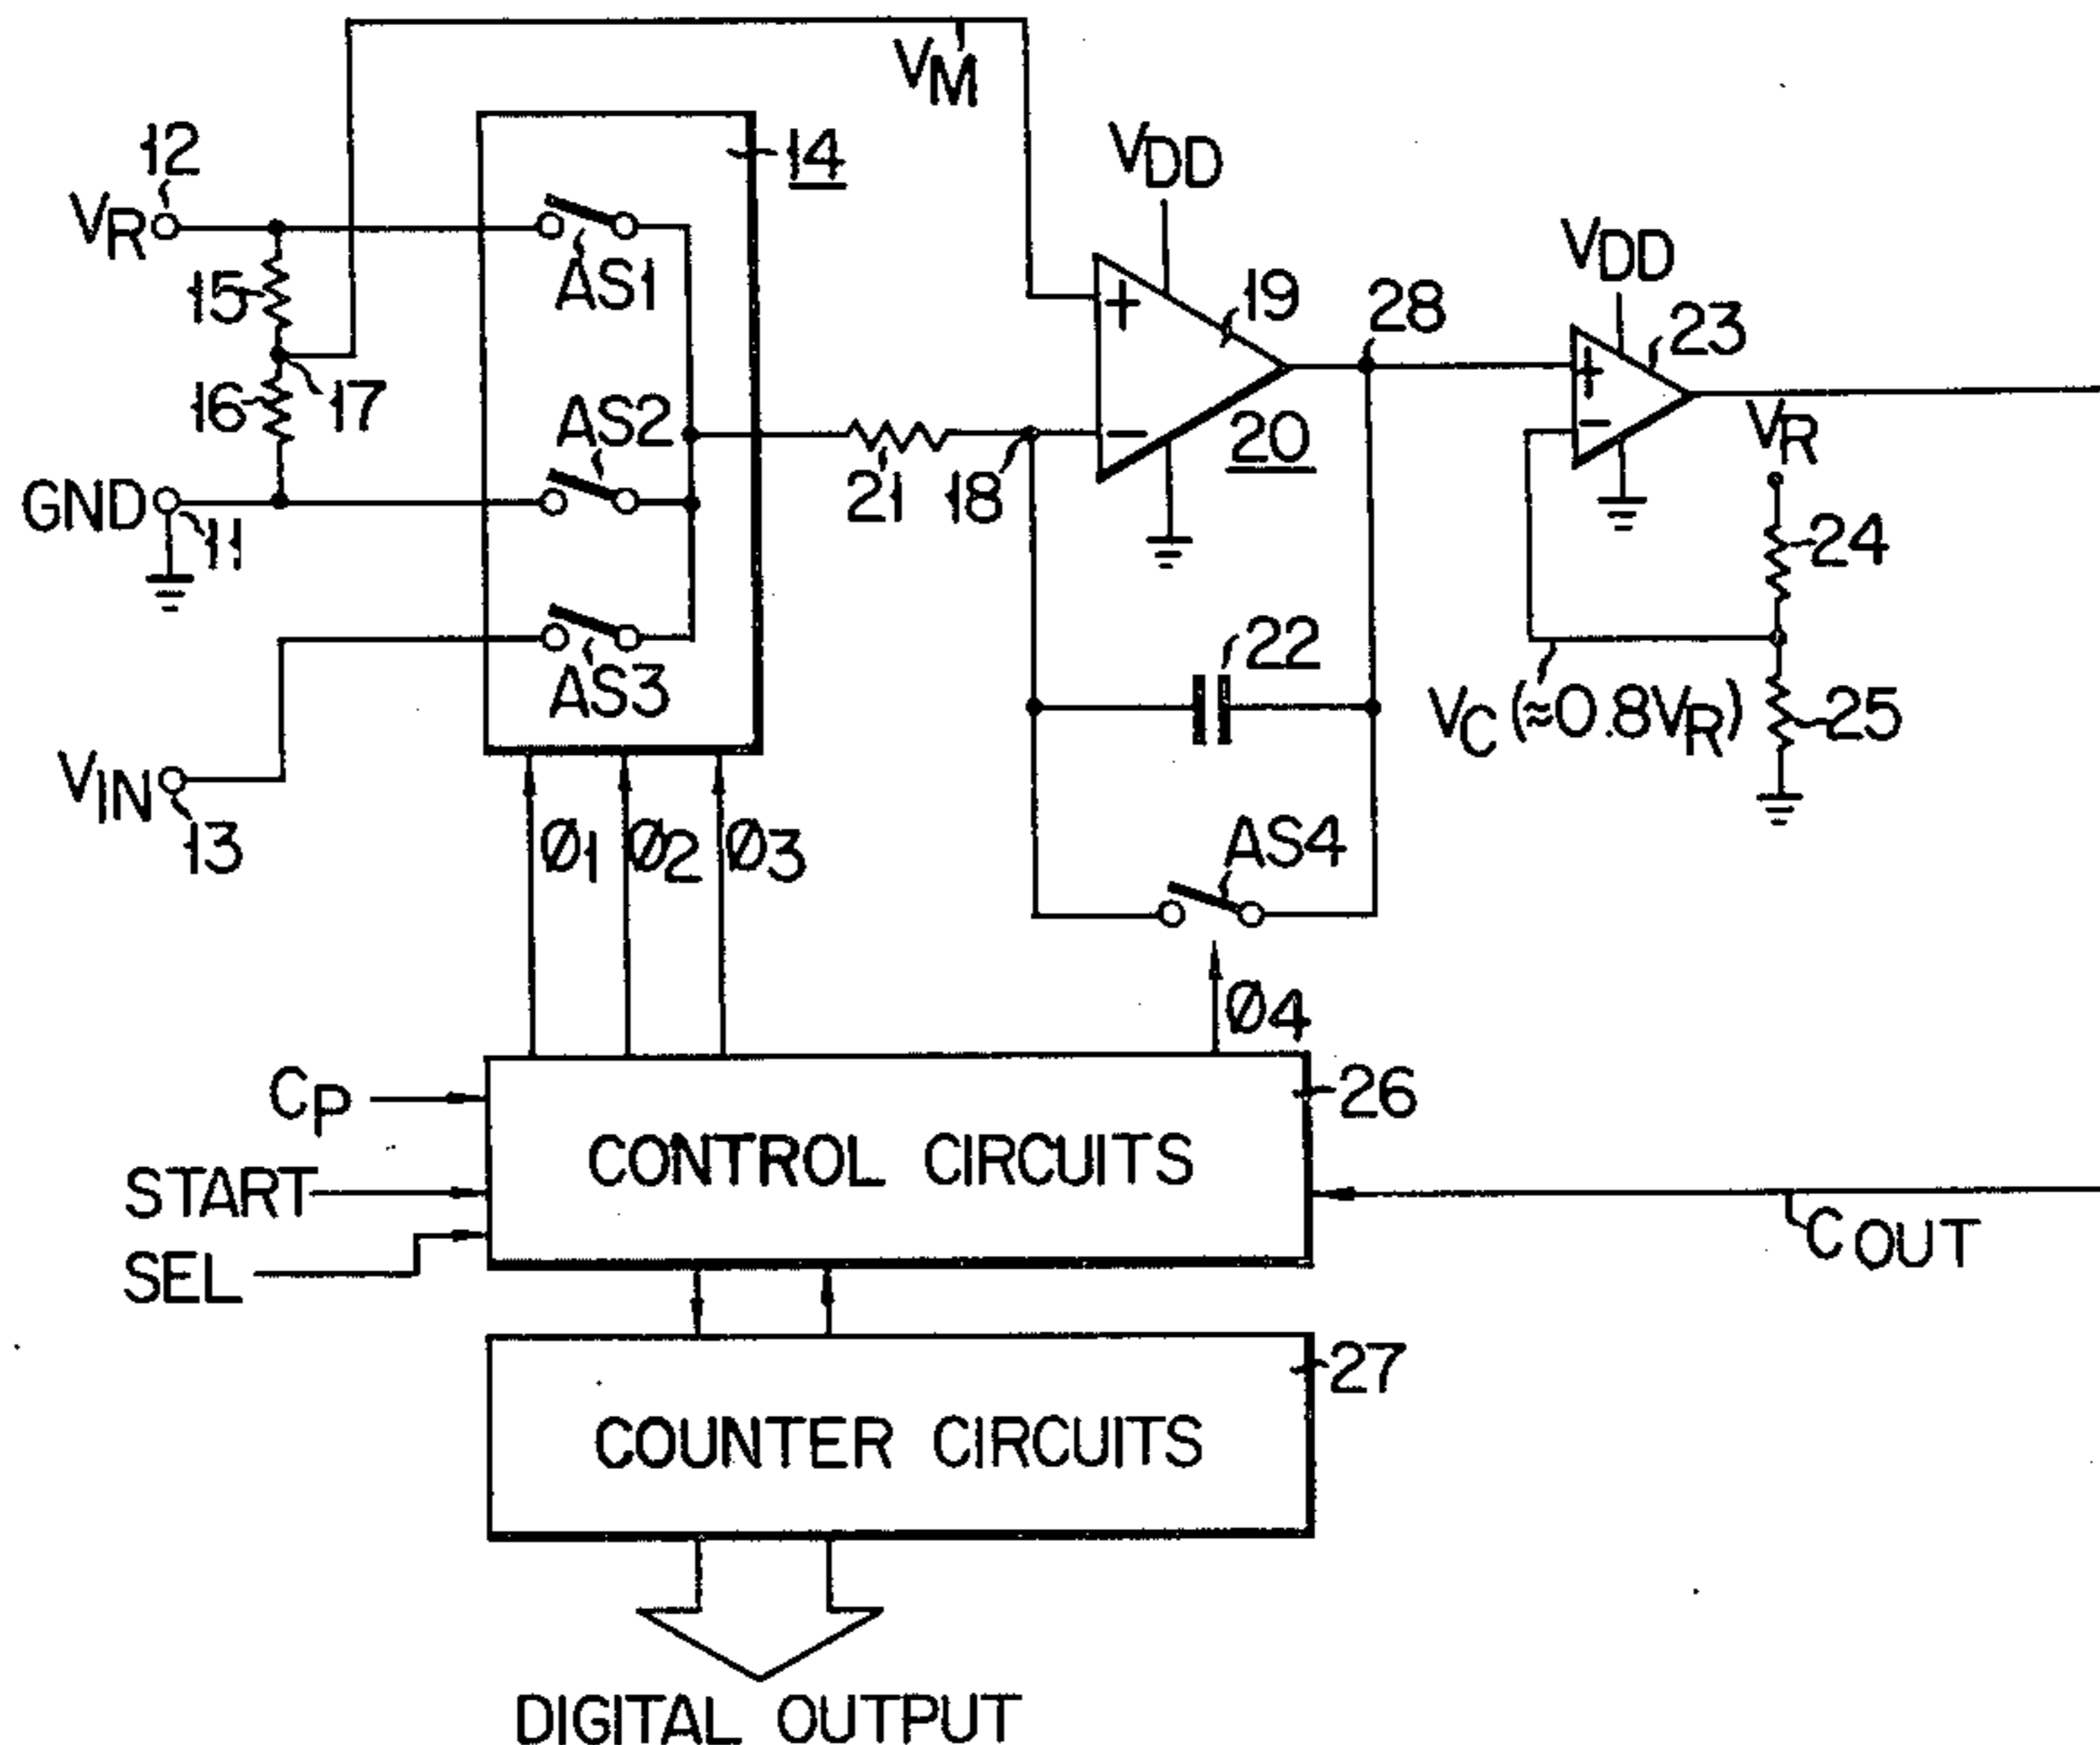 VM
12
14
VDD
VR
AS1
15
19
28
VDD
23
16
17
AS2
VR
20
GND
11
21
18
24
AS3
22
VC (≈0.8VR)
25
VIN
13
Ø1
Ø2
Ø3
AS4
Ø4
CP
26
CONTROL CIRCUITS
START
SEL
COUT
27
COUNTER CIRCUITS
DIGITAL OUTPUT